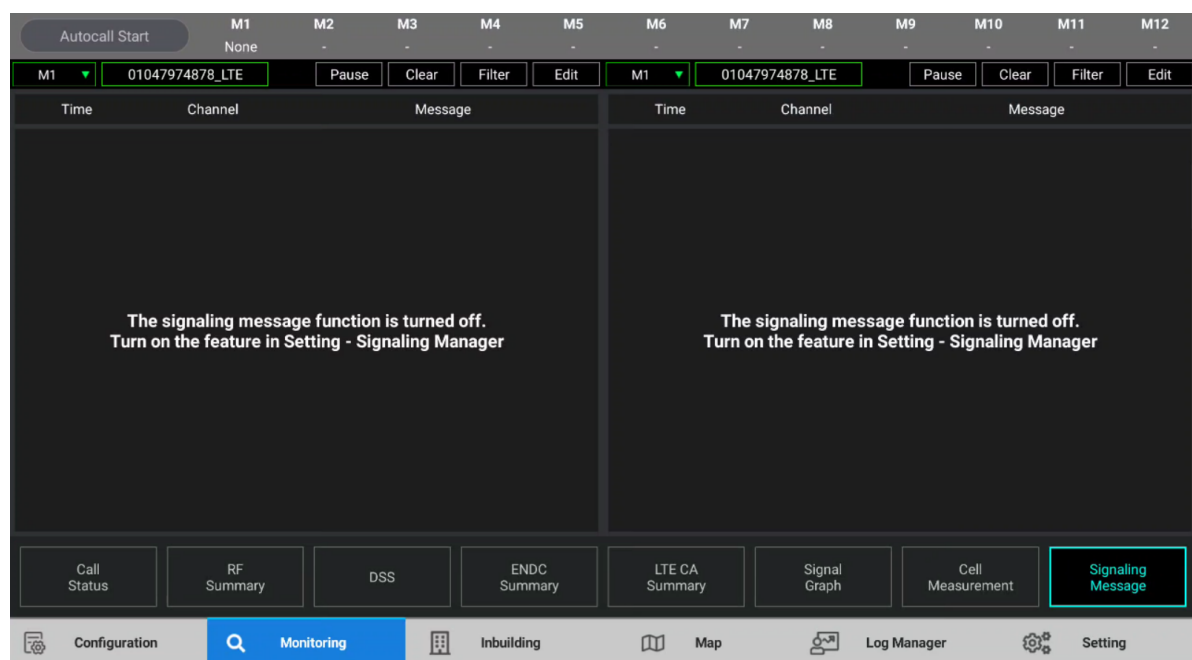 Autocall Start M1 M2 M3 M4 M5 M6 M7 M8 M9 M10 M11 M12
None - - - - - - - - - - -
M1 ▼ 01047974878_LTE Pause Clear Filter Edit M1 ▼ 01047974878_LTE Pause Clear Filter Edit
Time Channel Message Time Channel Message
The signaling message function is turned off.
Turn on the feature in Setting - Signaling Manager
The signaling message function is turned off.
Turn on the feature in Setting - Signaling Manager
Call
Status
RF
Summary
DSS
ENDC
Summary
LTE CA
Summary
Signal
Graph
Cell
Measurement
Signaling
Message
Configuration Monitoring Inbuilding Map Log Manager Setting